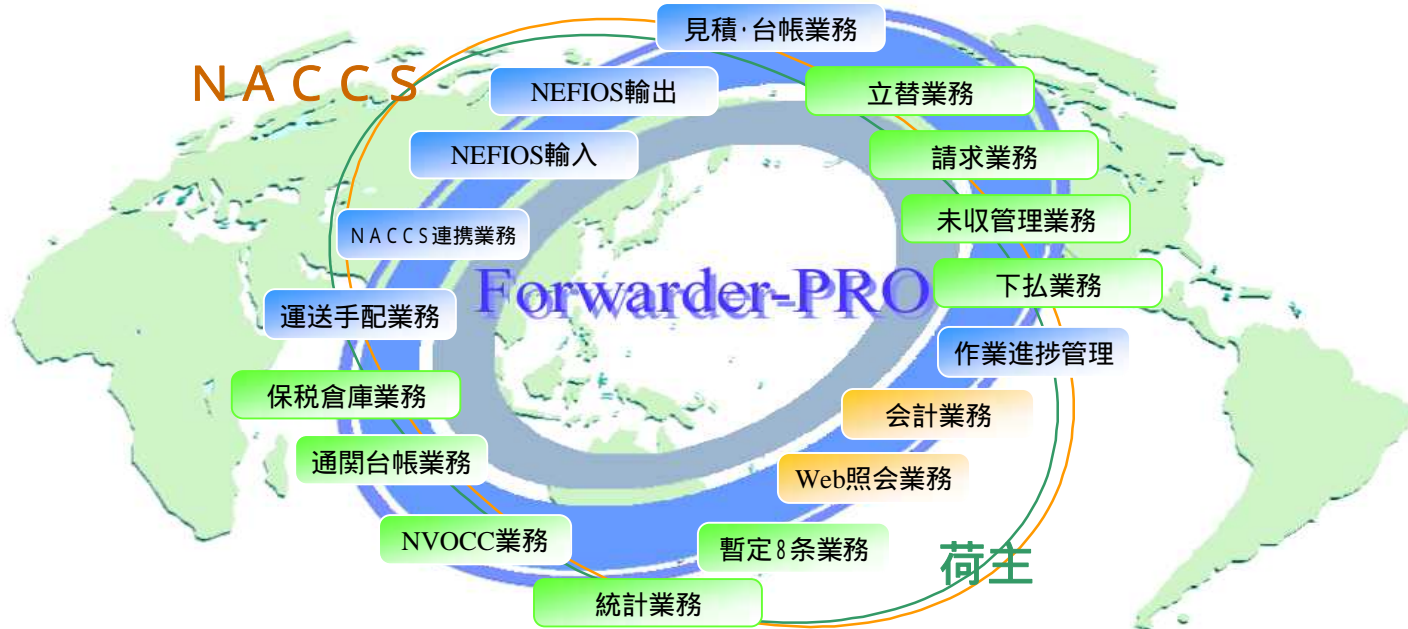 見積・台帳業務
NACCS
NEFIOS輸出
立替業務
NEFIOS輸入
請求業務
未収管理業務
NACCS連携業務
Forwarder-PRO
下払業務
運送手配業務
作業進捗管理
保税倉庫業務
会計業務
通関台帳業務
Web照会業務
NVOCC業務
暫定8条業務
荷主
統計業務